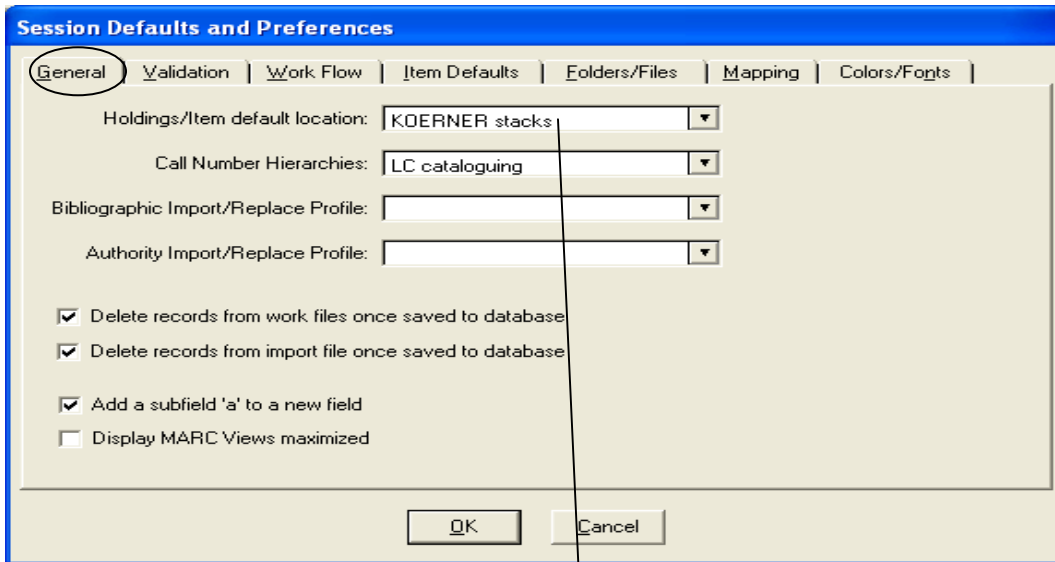 Session Defaults and Preferences
General Validation Work Flow Item Defaults Folders/Files Mapping Colors/Fonts
Holdings/Item default location: KOERNER stacks
Call Number Hierarchies: LC cataloguing
Bibliographic Import/Replace Profile:
Authority Import/Replace Profile:
Delete records from work files once saved to database
Delete records from import file once saved to database
Add a subfield 'a' to a new field
Display MARC Views maximized
OK Cancel